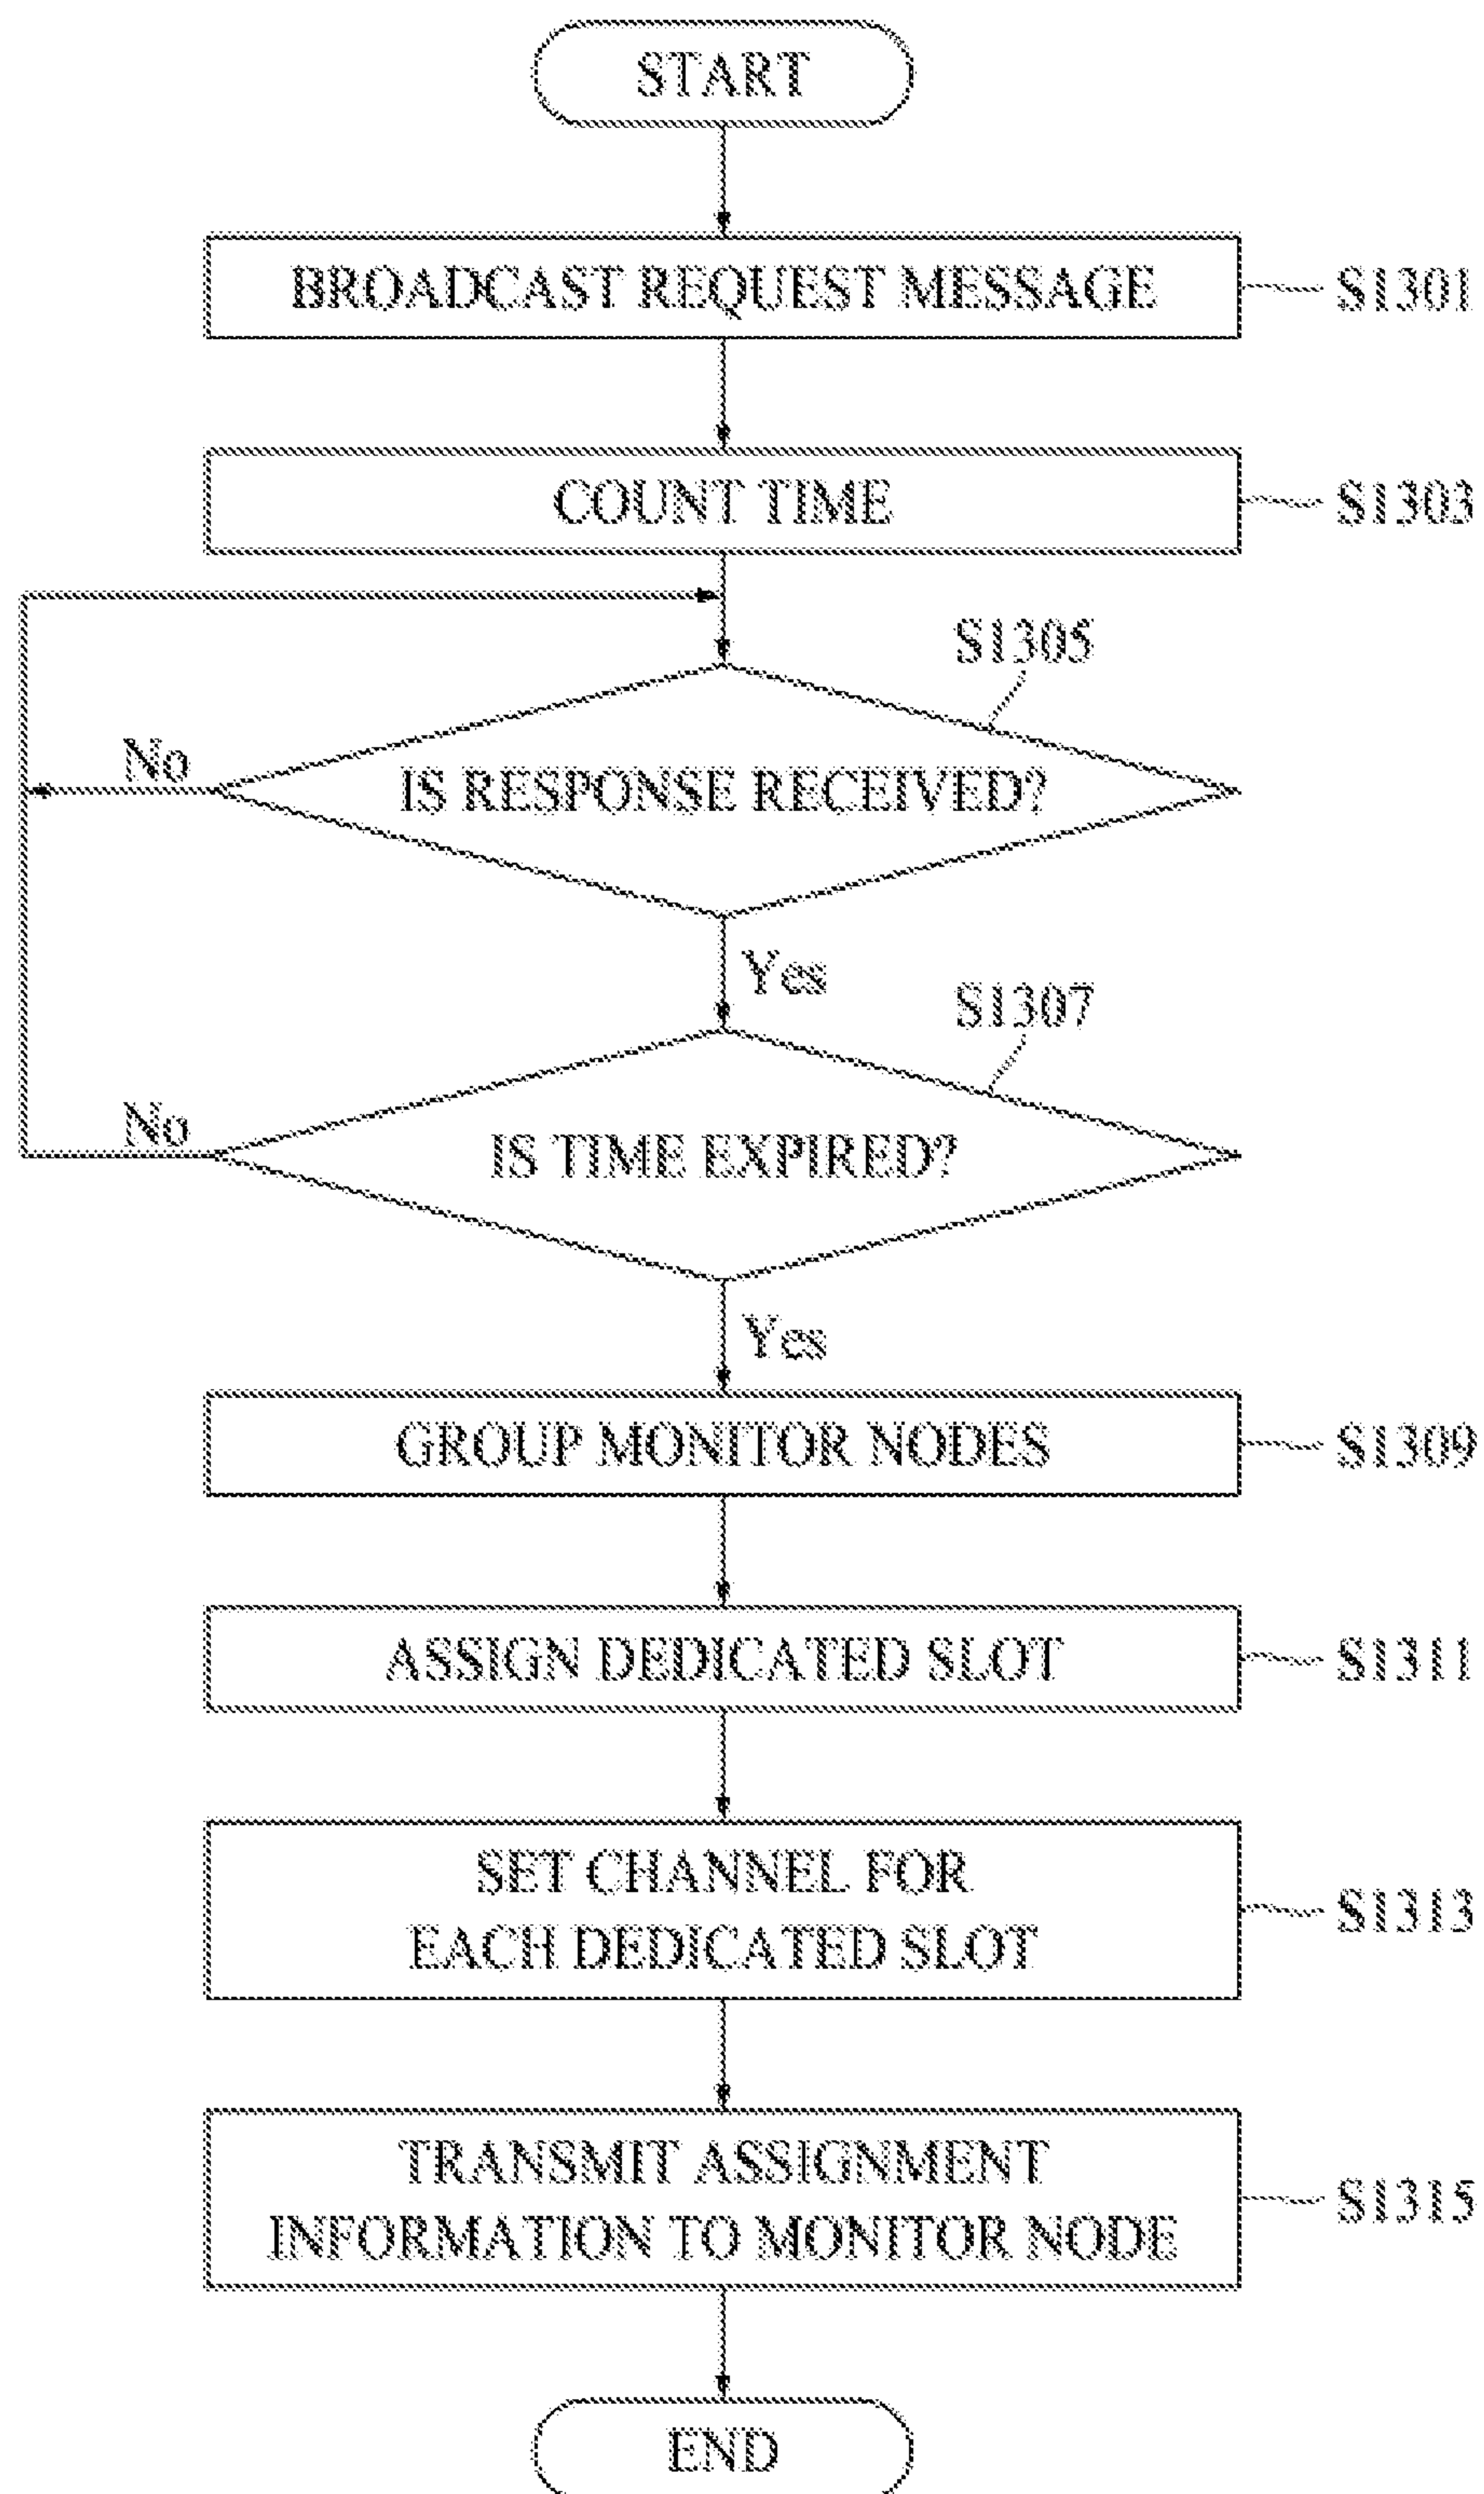 START
BROADCAST REQUEST MESSAGE
S1301
COUNT TIME
S1303
S1305
No
IS RESPONSE RECEIVED?
Yes
S1307
No
IS TIME EXPIRED?
Yes
GROUP MONITOR NODES
S1309
ASSIGN DEDICATED SLOT
S1311
SET CHANNEL FOR
EACH DEDICATED SLOT
S1313
TRANSMIT ASSIGNMENT
INFORMATION TO MONITOR NODE
S1315
END